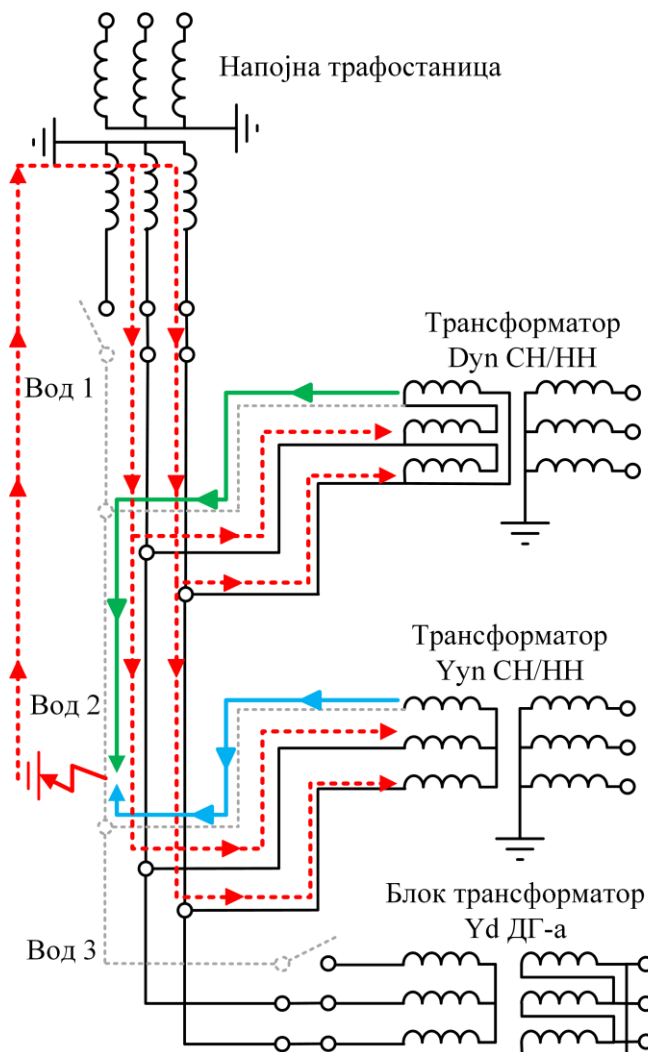 Напојна трафостаница
Трансформатор
Dyn СН/НН
Вод 1
Трансформатор
Yyn СН/НН
Вод 2
Блок трансформатор
Yd ДГ-а
Вод 3